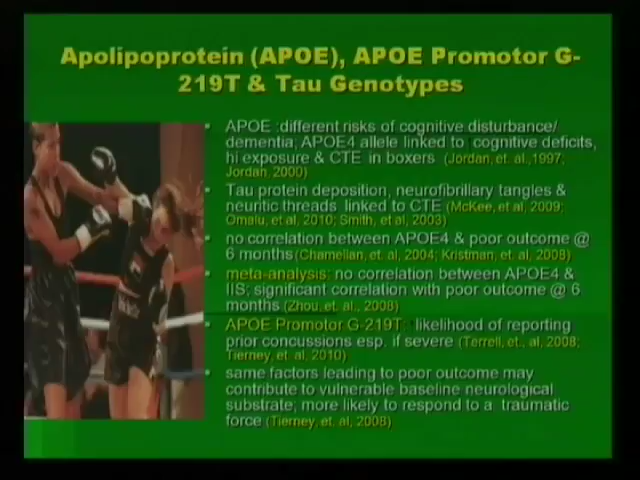 Apolipoprotein (APOE), APOE Promotor G-
219T & Tau Genotypes
APOE :different risks of cognitive disturbance/
dementia; APOE4 allele linked to cognitive deficits,
hi exposure & CTE in boxers (Jordan, et. al.,1997;
Jordan, 2000)
Tau protein deposition, neurofibrillary tangles &
neuritic threads linked to CTE (McKee, et al, 2009;
Omalu, et al, 2010; Smith, et al, 2003)
no correlation between APOE4 & poor outcome @
6 months (Chamelian, et. al, 2004; Kristman, et. al, 2008)
meta-analysis: no correlation between APOE4 &
IIS; significant correlation with poor outcome @ 6
months (Zhou, et. al., 2008)
APOE Promotor G-219T: likelihood of reporting
prior concussions esp. if severe (Terrell, et., al, 2008;
Tierney, et. al, 2010)
same factors leading to poor outcome may
contribute to vulnerable baseline neurological
substrate; more likely to respond to a traumatic
force (Tierney, et. al, 2008)